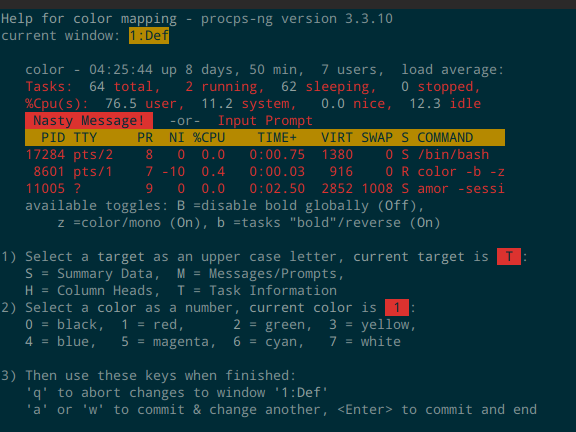 Help for color mapping - procps-ng version 3.3.10
current window: 1:Def
color - 04:25:44 up 8 days, 50 min, 7 users, load average:
Tasks: 64 total, 2 running, 62 sleeping, 0 stopped,
%Cpu(s): 76.5 user, 11.2 system, 0.0 nice, 12.3 idle
Nasty Message! -or- Input Prompt
PID TTY PR NI %CPU TIME+ VIRT SWAP S COMMAND
17284 pts/2 8 0 0.0 0:00.75 1380 0 S /bin/bash
8601 pts/1 7 -10 0.4 0:00.03 916 0 R color -b -z
11005 ? 9 0 0.0 0:02.50 2852 1008 S amor -sessi
available toggles: B =disable bold globally (Off),
z =color/mono (On), b =tasks "bold"/reverse (On)
1) Select a target as an upper case letter, current target is T :
S = Summary Data, M = Messages/Prompts,
H = Column Heads, T = Task Information
2) Select a color as a number, current color is 1 :
0 = black, 1 = red, 2 = green, 3 = yellow,
4 = blue, 5 = magenta, 6 = cyan, 7 = white
3) Then use these keys when finished:
'q' to abort changes to window '1:Def'
'a' or 'w' to commit & change another, <Enter> to commit and end